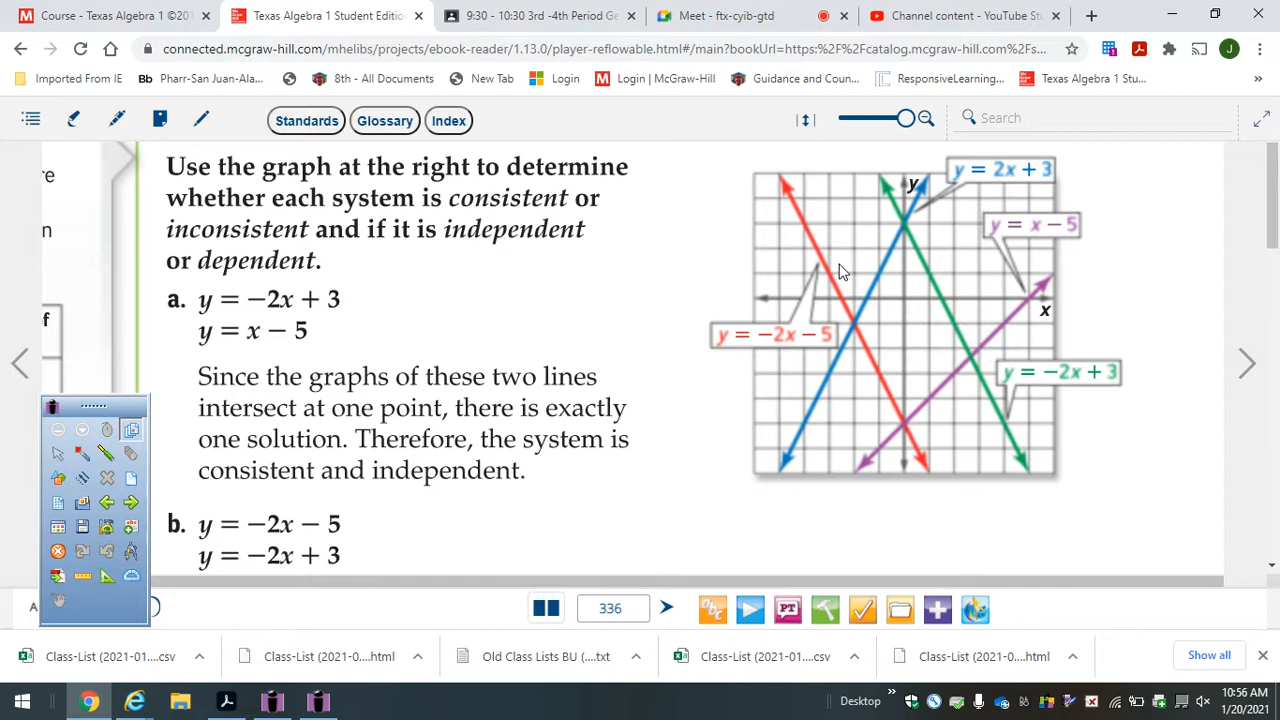 Course - Texas Algebra 1 ©201
Texas Algebra 1 Student Editio
9:30 - 10:30 3rd -4th Period Ge
Meet - ftx-cyib-gtd
Channel content - YouTube St
connected.mcgraw-hill.com/mhelibs/projects/ebook-reader/1.13.0/player-reflowable.html#/main?bookUrl=https:%2F%2Fcatalog.mcgraw-hill.com%2Fs...
J
Imported From IE
Bb Pharr-San Juan-Ala...
8th - All Documents
New Tab
Login
Login | McGraw-Hill
Guidance and Coun...
ResponsiveLearning...
Texas Algebra 1 Stu...
»
Standards
Glossary
Index
Search
re
n
of
Use the graph at the right to determine
whether each system is consistent or
inconsistent and if it is independent
or dependent.
a. y = −2x + 3
y = x − 5
Since the graphs of these two lines
intersect at one point, there is exactly
one solution. Therefore, the system is
consistent and independent.
b. y = −2x − 5
y = −2x + 3
y
y = 2x + 3
y = x − 5
x
y = −2x − 5
y = −2x + 3
A
336
abc
PT
Class-List (2021-01....csv
Class-List (2021-0....html
Old Class Lists BU (....txt
Class-List (2021-01....csv
Class-List (2021-0....html
Show all
Desktop
»
10:56 AM
1/20/2021